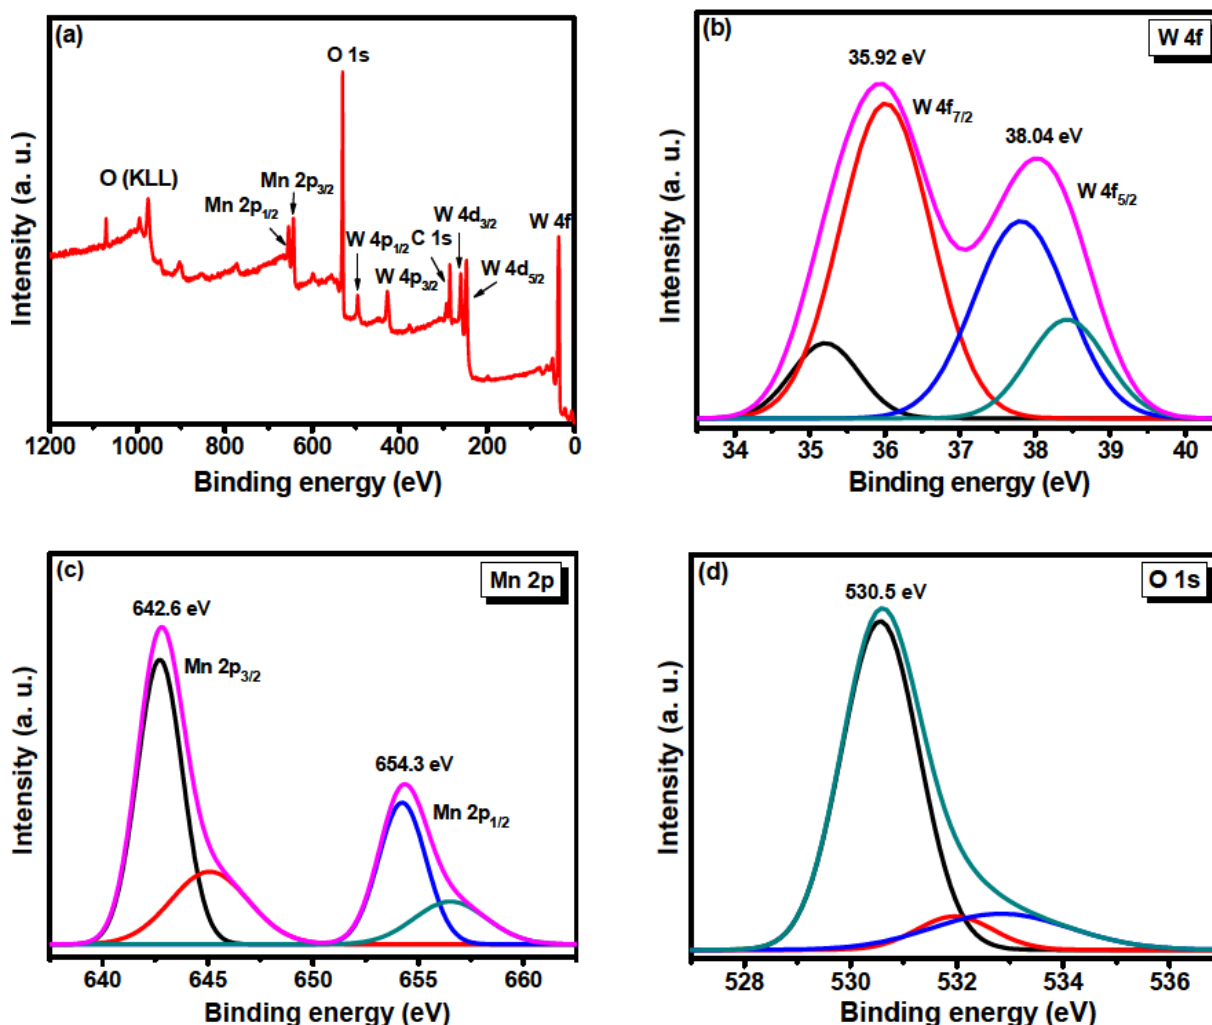 (a)
O 1s
O (KLL)
Mn 2p3/2
Mn 2p1/2
W 4p1/2
W 4p3/2
C 1s
W 4d3/2
W 4d5/2
W 4f
Intensity (a. u.)
1200 1000 800 600 400 200 0
Binding energy (eV)
(b)
W 4f
35.92 eV
W 4f7/2
38.04 eV
W 4f5/2
Intensity (a. u.)
34 35 36 37 38 39 40
Binding energy (eV)
(c)
Mn 2p
642.6 eV
Mn 2p3/2
654.3 eV
Mn 2p1/2
Intensity (a. u.)
640 645 650 655 660
Binding energy (eV)
(d)
O 1s
530.5 eV
Intensity (a. u.)
528 530 532 534 536
Binding energy (eV)